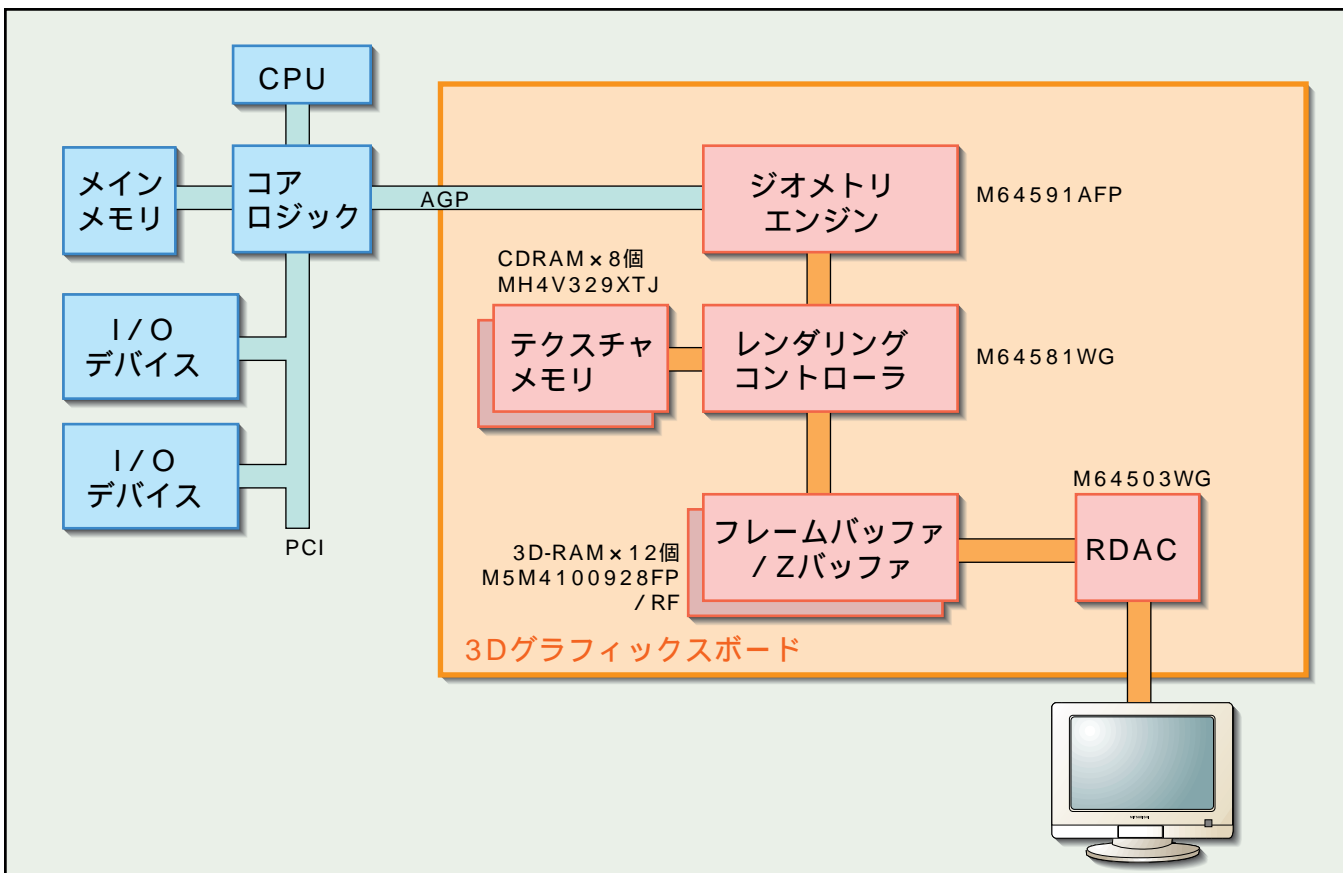 CPU
メイン
メモリ
コア
ロジック
AGP
ジオメトリ
エンジン
M64591AFP
CDRAM×8個
MH4V329XTJ
テクスチャ
メモリ
レンダリング
コントローラ
M64581WG
I/O
デバイス
I/O
デバイス
PCI
3D-RAM×12個
M5M4100928FP
/RF
フレームバッファ
/Zバッファ
M64503WG
RDAC
3Dグラフィックスボード